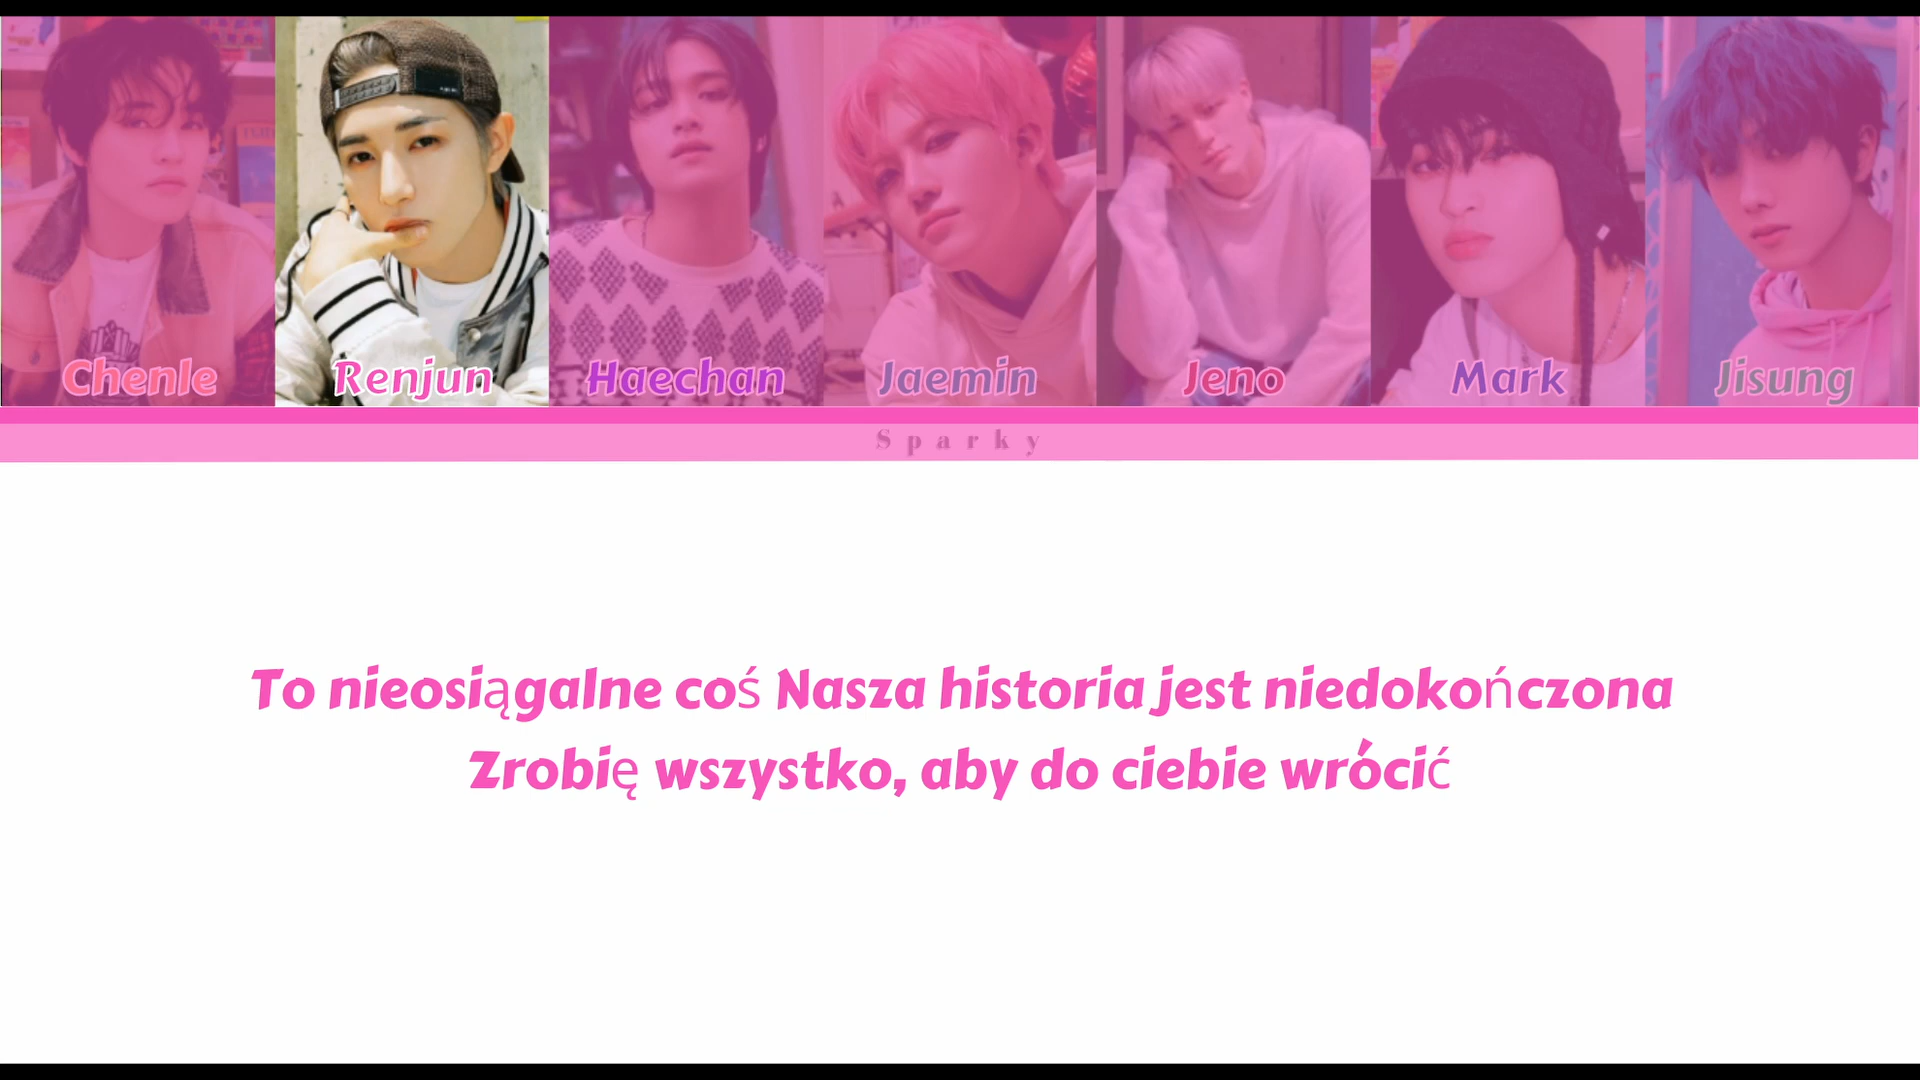 Chenle Renjun Haechan Jaemin Jeno Mark Jisung
Sparky
To nieosiągalne coś Nasza historia jest niedokończona
Zrobię wszystko, aby do ciebie wrócić